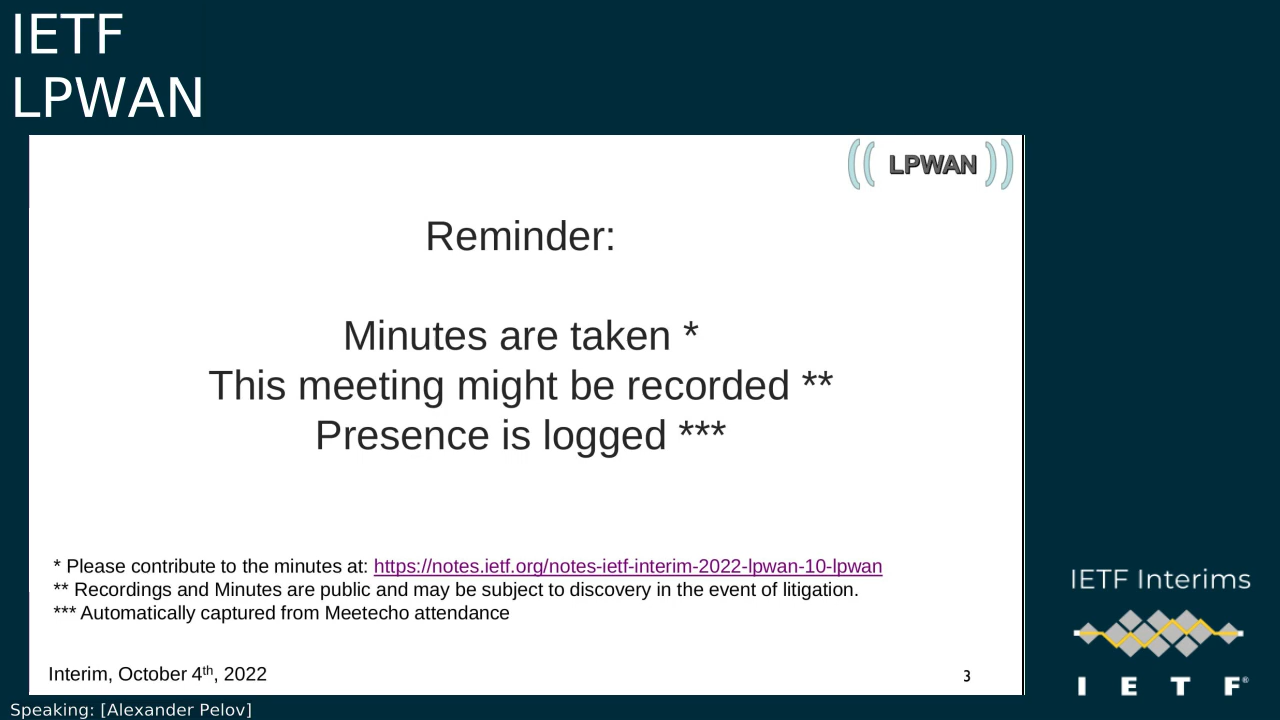 IETF
LPWAN
LPWAN
Reminder:
Minutes are taken *
This meeting might be recorded **
Presence is logged ***
* Please contribute to the minutes at: https://notes.ietf.org/notes-ietf-interim-2022-lpwan-10-lpwan
** Recordings and Minutes are public and may be subject to discovery in the event of litigation.
*** Automatically captured from Meetecho attendance
Interim, October 4th, 2022
3
IETF Interims
I E T F®
Speaking: [Alexander Pelov]